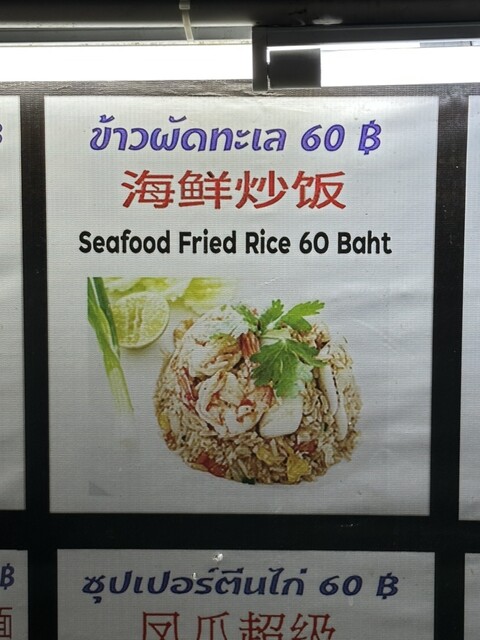 ข้าวผัดทะเล 60 ฿
海鲜炒饭
Seafood Fried Rice 60 Baht
ซุปเปอร์ตีนไก่ 60 ฿
凤爪超级